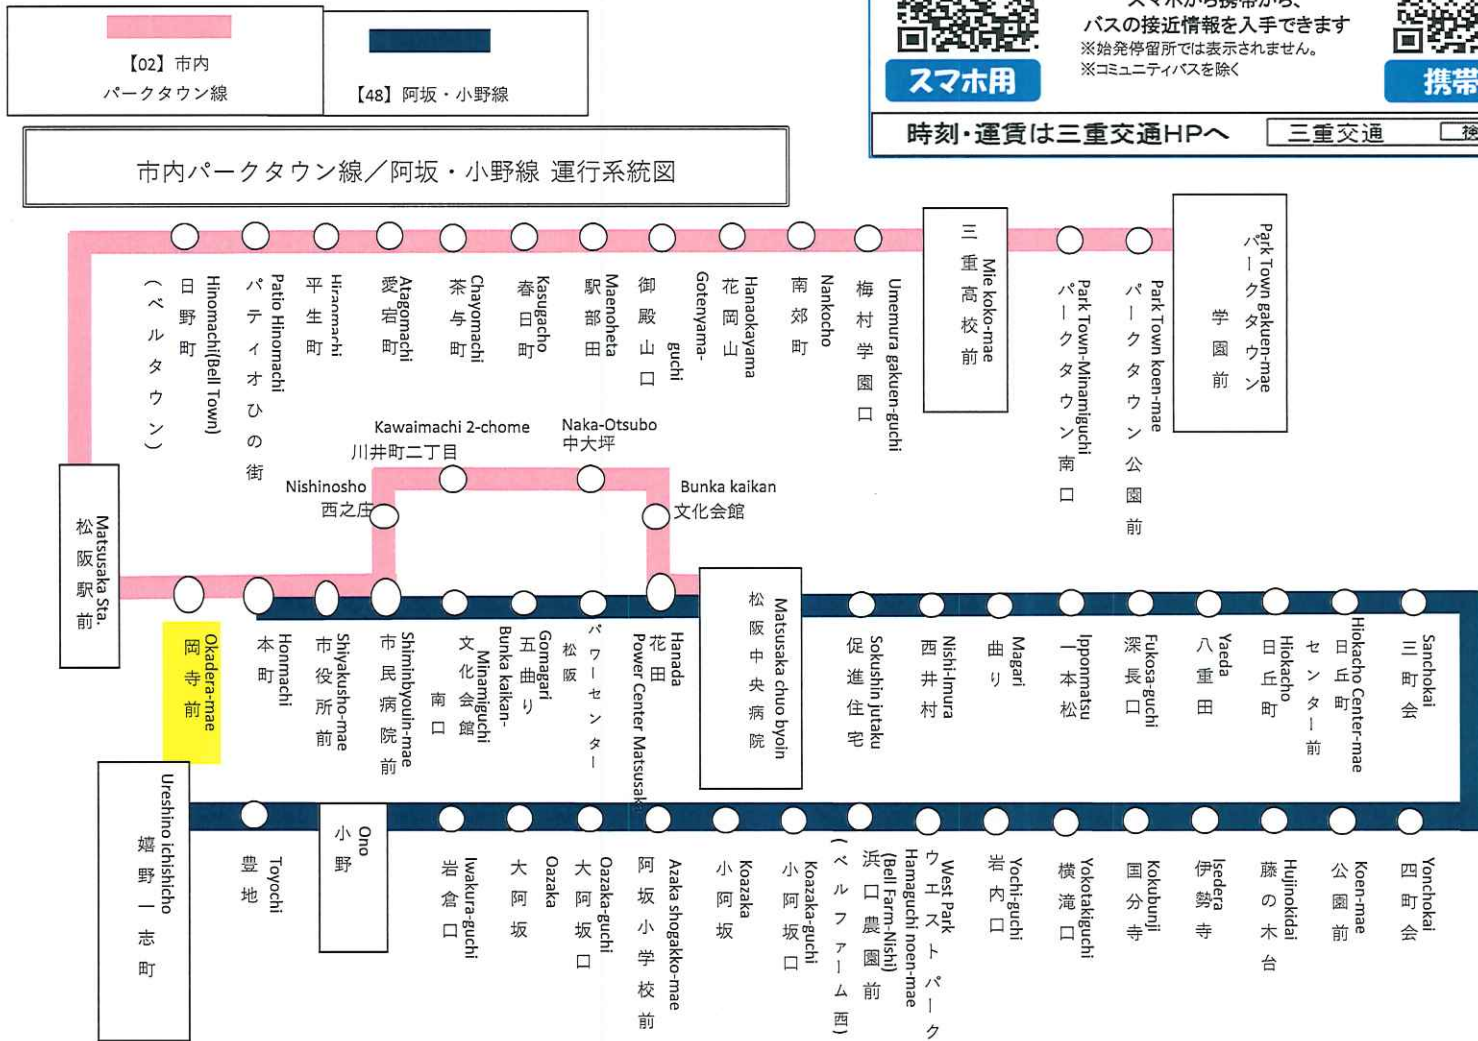 【02】市内
パークタウン線
【48】阿坂・小野線
スマホから携帯から、
バスの接近情報を入手できます
※始発停留所では表示されません。
※コミュニティバスを除く
スマホ用
携帯
時刻・運賃は三重交通HPへ
三重交通
市内パークタウン線／阿坂・小野線 運行系統図
Hinomachi(Bell Town)
日野町
（ベルタウン）
Patio Hinomachi
パティオひの街
Hiraomachi
平生町
Atagomachi
愛宕町
Chayomachi
茶与町
Kasugacho
春日町
Maenoheta
駅部田
Gotenyama-
guchi
御殿山口
Hanaokayama
花岡山
Nankocho
南郊町
Umemura gakuen-guchi
梅村学園口
Mie koko-mae
三重高校前
Park Town-Minamiguchi
パークタウン南口
Park Town koen-mae
パークタウン公園前
Park Town gakuen-mae
パークタウン
学園前
Kawaimachi 2-chome
川井町二丁目
Naka-Otsubo
中大坪
Nishinosho
西之庄
Bunka kaikan
文化会館
Matsusaka Sta.
松阪駅前
Okadera-mae
岡寺前
Honmachi
本町
Shiyakusho-mae
市役所前
Shiminbyouin-mae
市民病院前
Bunka kaikan-
Minamiguchi
文化会館
南口
Gomagari
五曲り
パワーセンター
松阪
Power Center Matsusaka
Hanada
花田
Matsusaka chuo byoin
松阪中央病院
Sokushin jutaku
促進住宅
Nishi-Imura
西井村
Magari
曲り
Ipponmatsu
一本松
Fukosa-guchi
深長口
Yaeda
八重田
Hiokacho
日丘町
Hiokacho Center-mae
日丘町
センター前
Sanchokai
三町会
Ureshino ichishicho
嬉野一志町
Toyochi
豊地
Ono
小野
Iwakura-guchi
岩倉口
Oazaka
大阿坂
Oazaka-guchi
大阿坂口
Azaka shogakko-mae
阿坂小学校前
Koazaka
小阿坂
Koazaka-guchi
小阿坂口
Hamaguchi noen-mae
(Bell Farm-Nishi)
浜口農園前
（ベルファーム西）
West Park
ウエストパーク
Yochi-guchi
岩内口
Yokotakiguchi
横滝口
Kokubunji
国分寺
Isedera
伊勢寺
Hujinokidai
藤の木台
Koen-mae
公園前
Yonchokai
四町会